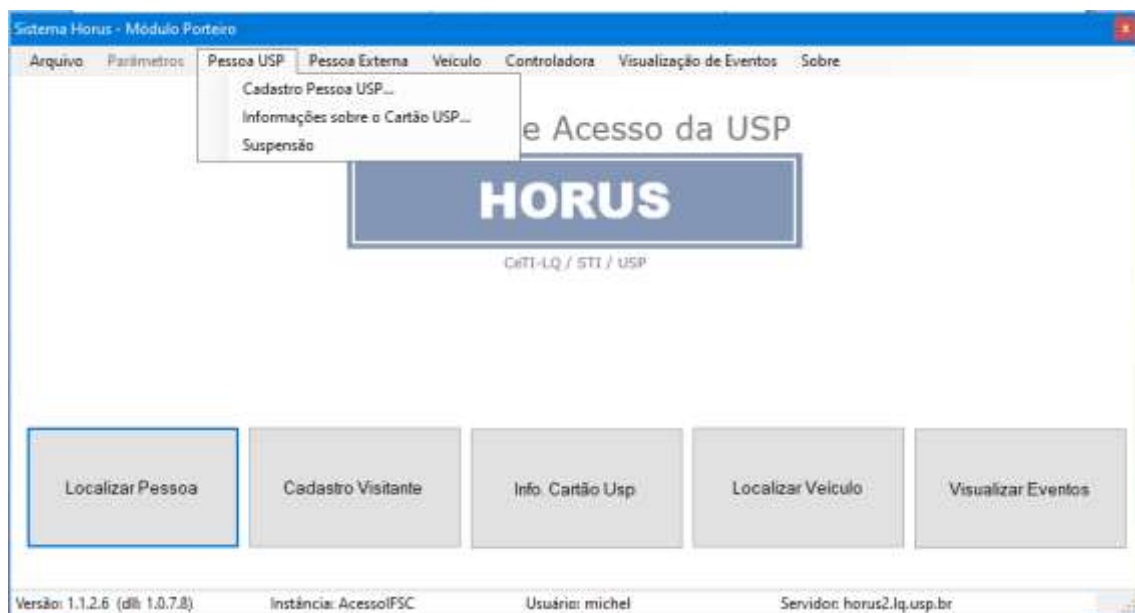 Sistema Horus - Módulo Porteiro
Arquivo Parâmetros Pessoa USP Pessoa Externa Veículo Controladora Visualização de Eventos Sobre
Cadastro Pessoa USP...
Informações sobre o Cartão USP...
Suspensão
e Acesso da USP
HORUS
CeTI-LQ / STI / USP
Localizar Pessoa Cadastro Visitante Info. Cartão Usp Localizar Veículo Visualizar Eventos
Versão: 1.1.2.6 (dll: 1.0.7.8) Instância: AcessoIFSC Usuário: michel Servidor: horus2.lq.usp.br